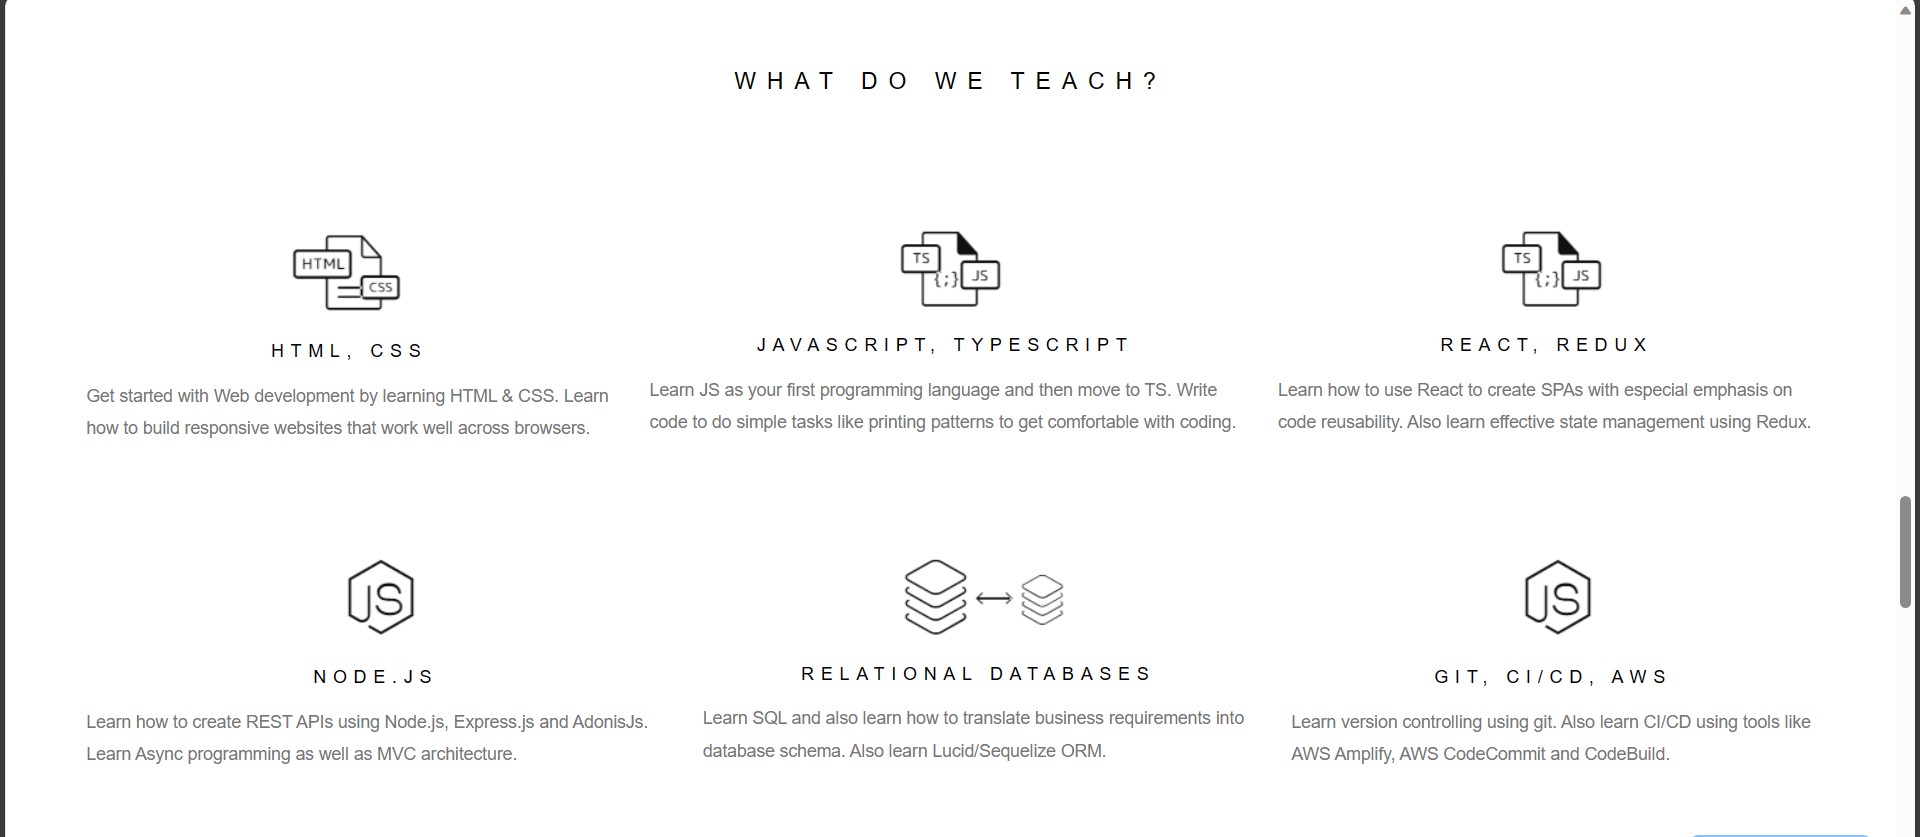 WHAT DO WE TEACH?
HTML
CSS
TS
{;}
JS
TS
{;}
JS
HTML, CSS
JAVASCRIPT, TYPESCRIPT
REACT, REDUX
Get started with Web development by learning HTML & CSS. Learn
how to build responsive websites that work well across browsers.
Learn JS as your first programming language and then move to TS. Write
code to do simple tasks like printing patterns to get comfortable with coding.
Learn how to use React to create SPAs with especial emphasis on
code reusability. Also learn effective state management using Redux.
JS
JS
NODE.JS
RELATIONAL DATABASES
GIT, CI/CD, AWS
Learn how to create REST APIs using Node.js, Express.js and AdonisJs.
Learn Async programming as well as MVC architecture.
Learn SQL and also learn how to translate business requirements into
database schema. Also learn Lucid/Sequelize ORM.
Learn version controlling using git. Also learn CI/CD using tools like
AWS Amplify, AWS CodeCommit and CodeBuild.